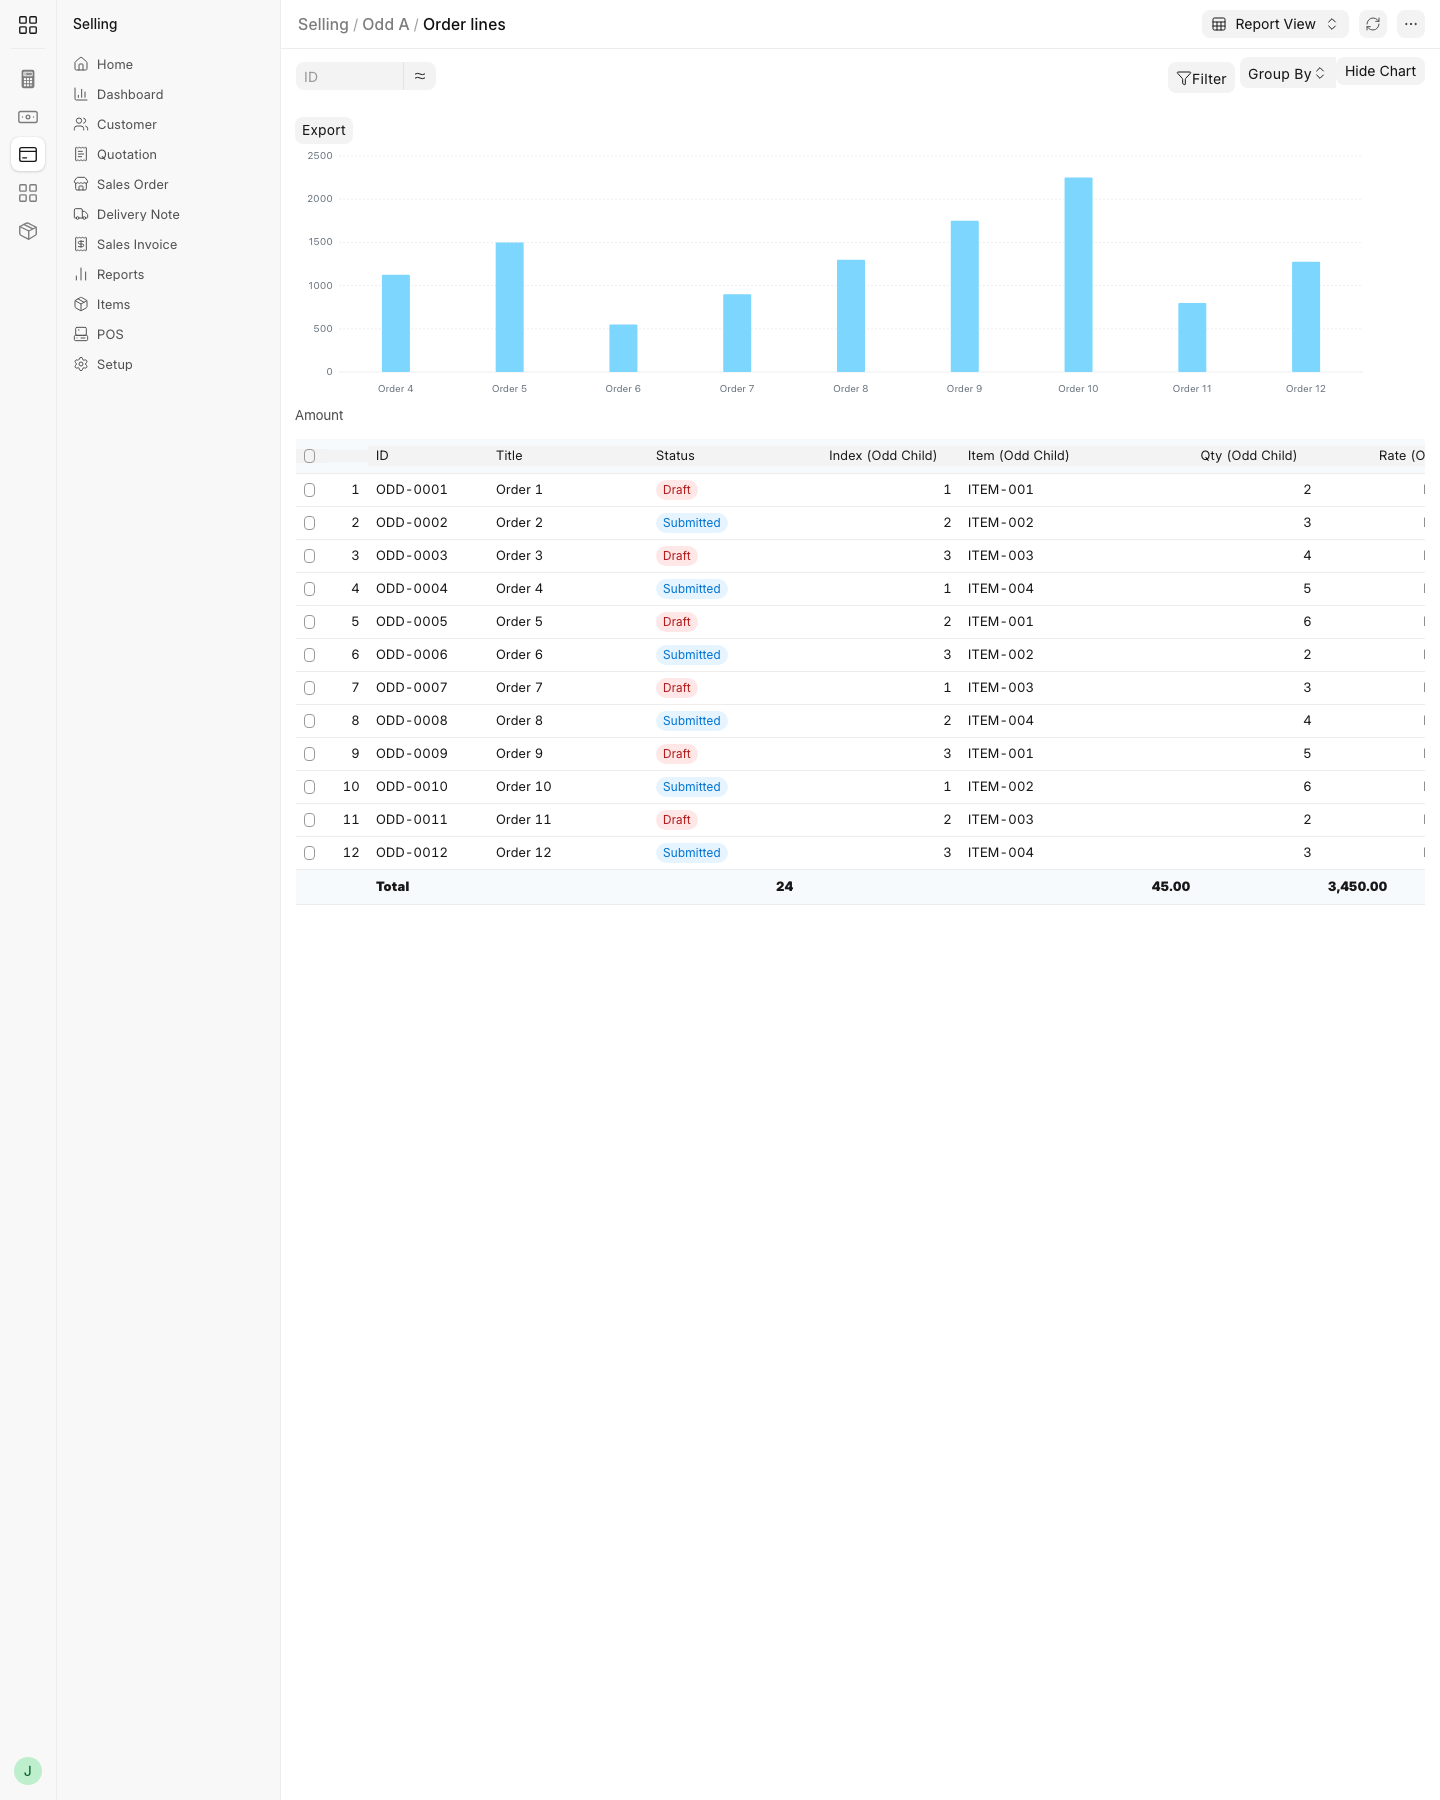 Selling
Home
Dashboard
Customer
Quotation
Sales Order
Delivery Note
Sales Invoice
Reports
Items
POS
Setup
J
Selling / Odd A / Order lines
Report View
ID ≈
Filter Group By Hide Chart
Export
2500
2000
1500
1000
500
0
Order 4 Order 5 Order 6 Order 7 Order 8 Order 9 Order 10 Order 11 Order 12
Amount
ID Title Status Index (Odd Child) Item (Odd Child) Qty (Odd Child) Rate (O
1 ODD-0001 Order 1 Draft 1 ITEM-001 2
2 ODD-0002 Order 2 Submitted 2 ITEM-002 3
3 ODD-0003 Order 3 Draft 3 ITEM-003 4
4 ODD-0004 Order 4 Submitted 1 ITEM-004 5
5 ODD-0005 Order 5 Draft 2 ITEM-001 6
6 ODD-0006 Order 6 Submitted 3 ITEM-002 2
7 ODD-0007 Order 7 Draft 1 ITEM-003 3
8 ODD-0008 Order 8 Submitted 2 ITEM-004 4
9 ODD-0009 Order 9 Draft 3 ITEM-001 5
10 ODD-0010 Order 10 Submitted 1 ITEM-002 6
11 ODD-0011 Order 11 Draft 2 ITEM-003 2
12 ODD-0012 Order 12 Submitted 3 ITEM-004 3
Total 24 45.00 3,450.00